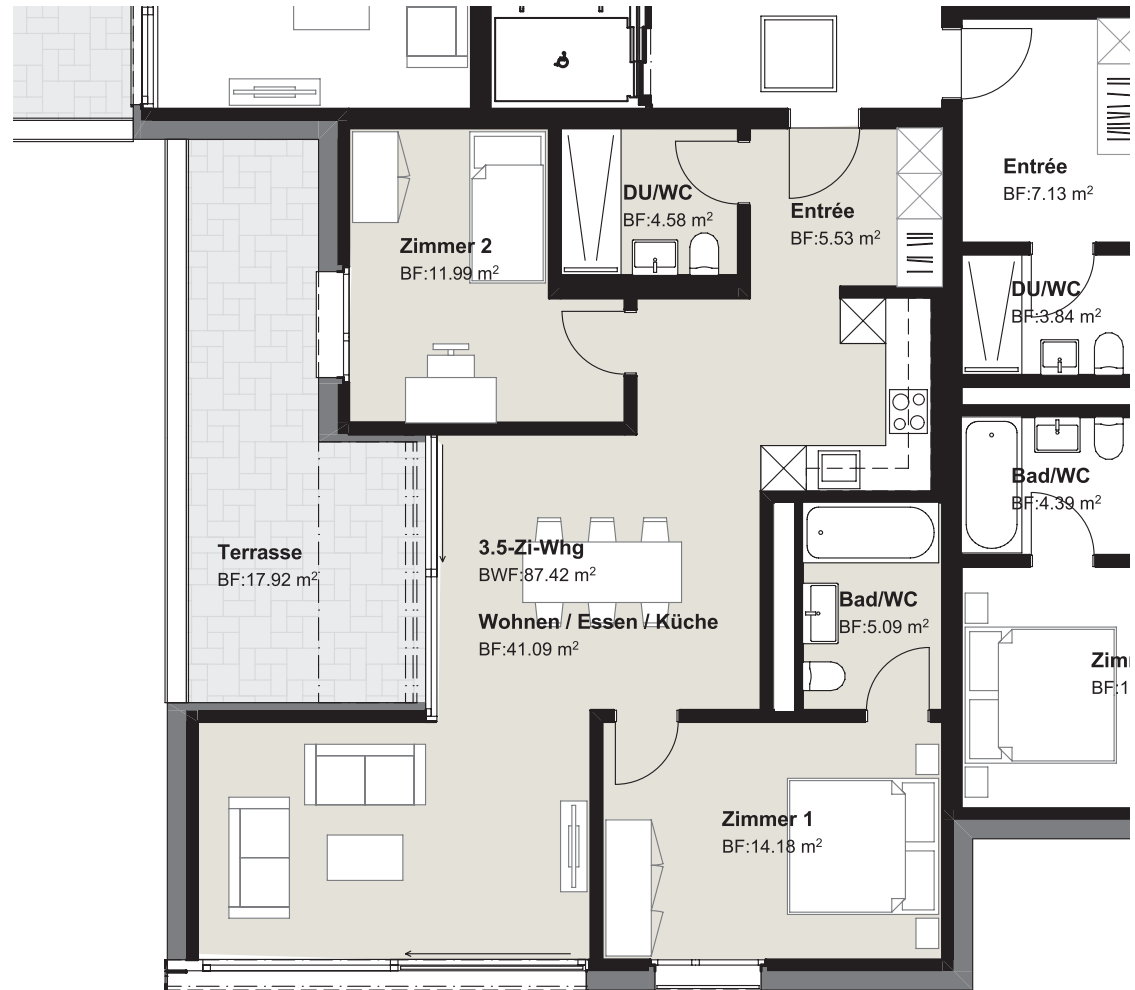 Entrée
BF:7.13 m²
DU/WC
BF:4.58 m²
Entrée
BF:5.53 m²
Zimmer 2
BF:11.99 m²
DU/WC
BF:3.84 m²
Bad/WC
BF:4.39 m²
Terrasse
BF:17.92 m²
3.5-Zi-Whg
BWF:87.42 m²
Wohnen / Essen / Küche
BF:41.09 m²
Bad/WC
BF:5.09 m²
Zimmer 1
BF:14.18 m²